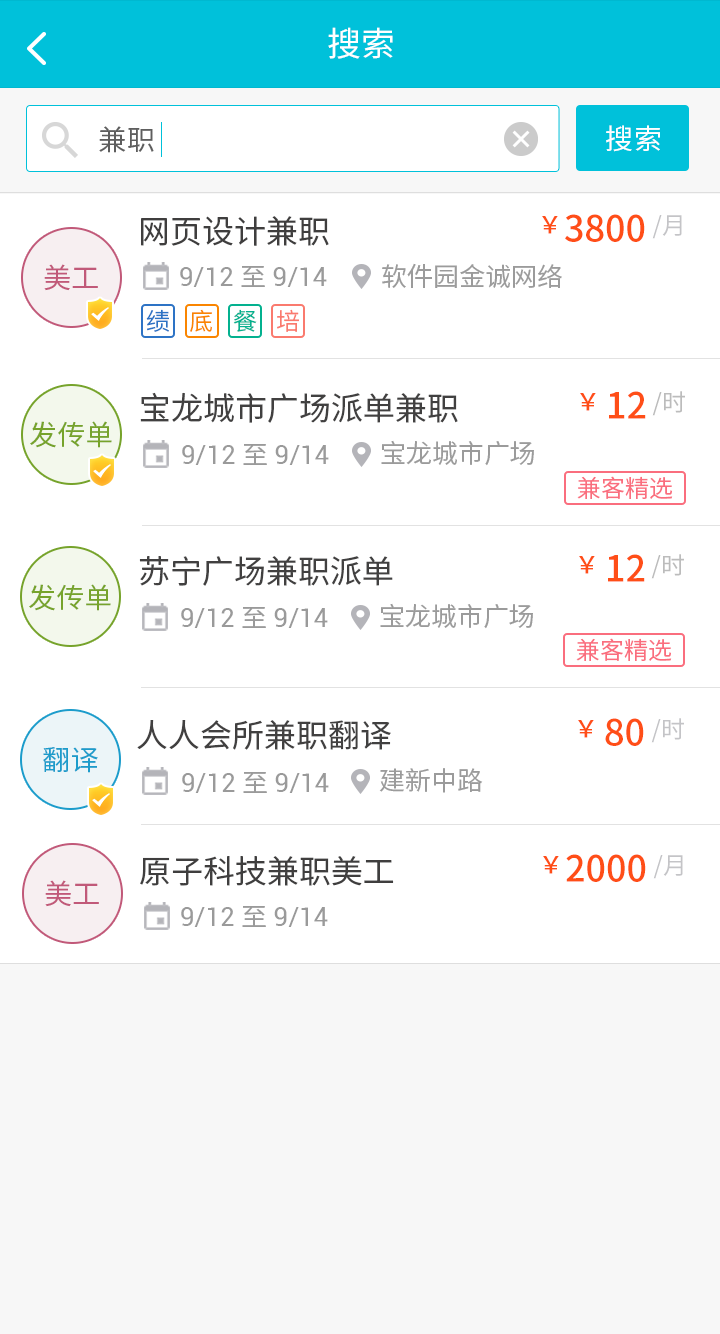 搜索
兼职 搜索
美工 网页设计兼职 ¥3800/月
9/12 至 9/14 软件园金诚网络
绩 底 餐 培
发传单 宝龙城市广场派单兼职 ¥ 12/时
9/12 至 9/14 宝龙城市广场
兼客精选
发传单 苏宁广场兼职派单 ¥ 12/时
9/12 至 9/14 宝龙城市广场
兼客精选
翻译 人人会所兼职翻译 ¥ 80/时
9/12 至 9/14 建新中路
美工 原子科技兼职美工 ¥2000/月
9/12 至 9/14